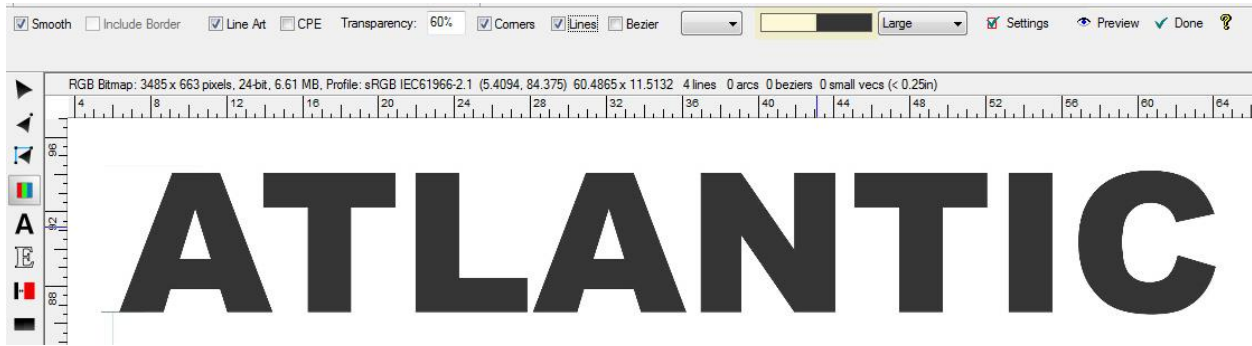 Smooth Include Border Line Art CPE Transparency: 60% Corners Lines Bezier Large Settings Preview Done
RGB Bitmap: 3485 x 663 pixels, 24-bit, 6.61 MB, Profile: sRGB IEC61966-2.1 (5.4094, 84.375) 60.4865 x 11.5132 4 lines 0 arcs 0 beziers 0 small vecs (< 0.25in)
4 8 12 16 20 24 28 32 36 40 44 48 52 56 60 64
96
92
88
A
E
ATLANTIC